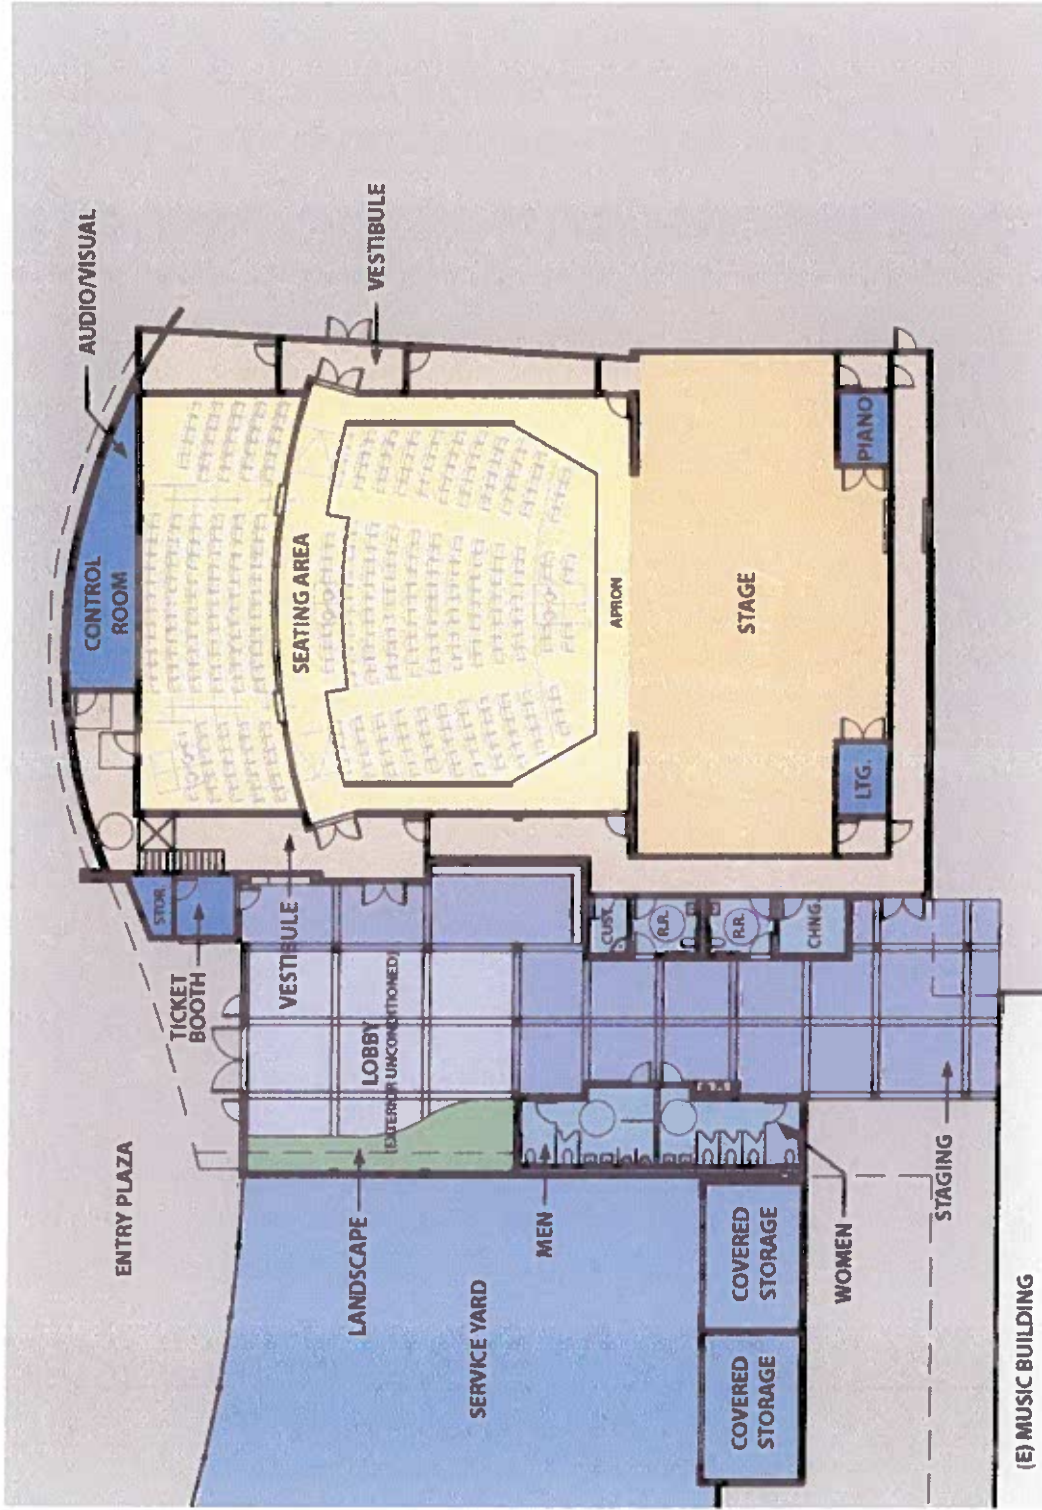 AUDIO/VISUAL
VESTIBULE
CONTROL
ROOM
SEATING AREA
APRON
STAGE
PIANO
LTG.
STOR.
TICKET
BOOTH
VESTIBULE
LOBBY
(EXTERIOR UNCONDITIONED)
CUST.
R.R.
R.R.
CHNG.
ENTRY PLAZA
LANDSCAPE
MEN
WOMEN
STAGING
SERVICE YARD
COVERED
STORAGE
COVERED
STORAGE
(E) MUSIC BUILDING